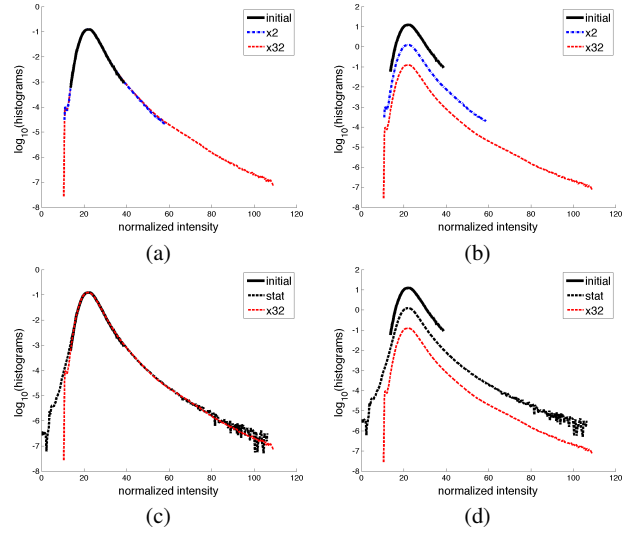 0
-1
-2
-3
-4
-5
-6
-7
-8
0 20 40 60 80 100 120
log10(histograms)
normalized intensity
initial
x2
x32
(a)
2
1
0
-1
-2
-3
-4
-5
-6
-7
-8
0 20 40 60 80 100 120
log10(histograms)
normalized intensity
initial
x2
x32
(b)
0
-1
-2
-3
-4
-5
-6
-7
-8
0 20 40 60 80 100 120
log10(histograms)
normalized intensity
initial
stat
x32
(c)
2
1
0
-1
-2
-3
-4
-5
-6
-7
-8
0 20 40 60 80 100 120
log10(histograms)
normalized intensity
initial
stat
x32
(d)